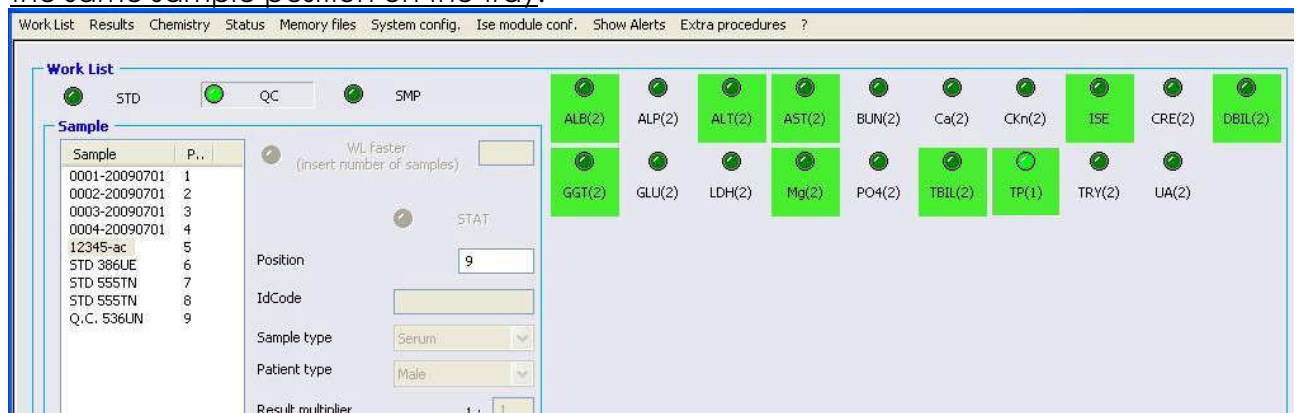 the same sample position on the tray.
Work List Results Chemistry Status Memory files System config. Ise module conf. Show Alerts Extra procedures ?
Work List
STD QC SMP
Sample
Sample P..
0001-20090701 1
0002-20090701 2
0003-20090701 3
0004-20090701 4
12345-ac 5
STD 386UE 6
STD 555TN 7
STD 555TN 8
Q.C. 536UN 9
WL faster
(insert number of samples)
STAT
Position 9
IdCode
Sample type Serum
Patient type Male
Result multiplier 1 : 1
ALB(2) ALP(2) ALT(2) AST(2) BUN(2) Ca(2) CKn(2) ISE CRE(2) DBIL(2)
GGT(2) GLU(2) LDH(2) Mg(2) PO4(2) TBIL(2) TP(1) TRY(2) UA(2)